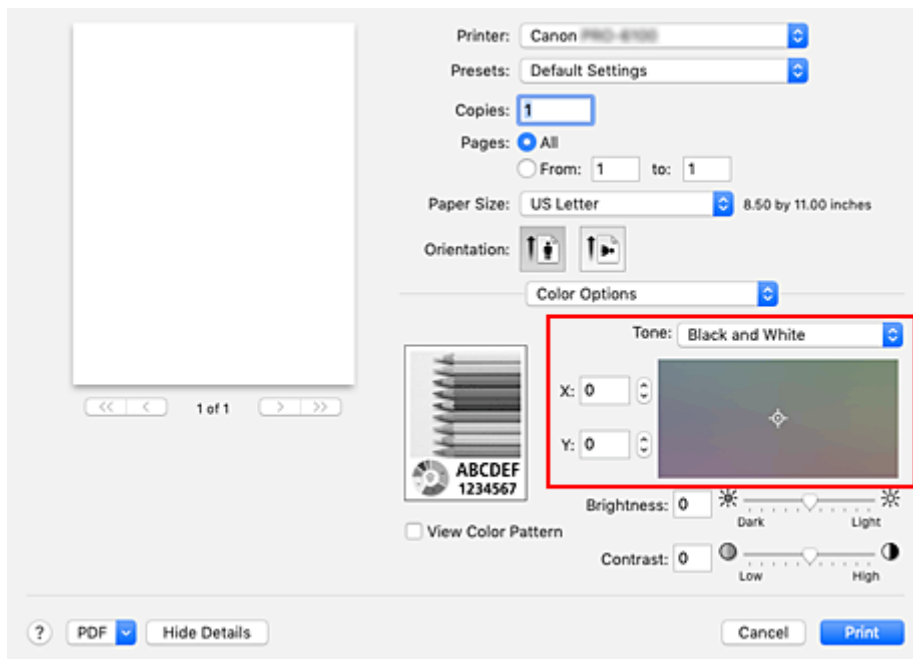 Printer: Canon
Presets: Default Settings
Copies: 1
Pages: All
From: 1 to: 1
Paper Size: US Letter 8.50 by 11.00 inches
Orientation:
Color Options
Tone: Black and White
X: 0
Y: 0
<< < 1 of 1 > >>
ABCDEF
1234567
Brightness: 0
Dark Light
View Color Pattern
Contrast: 0
Low High
? PDF Hide Details Cancel Print